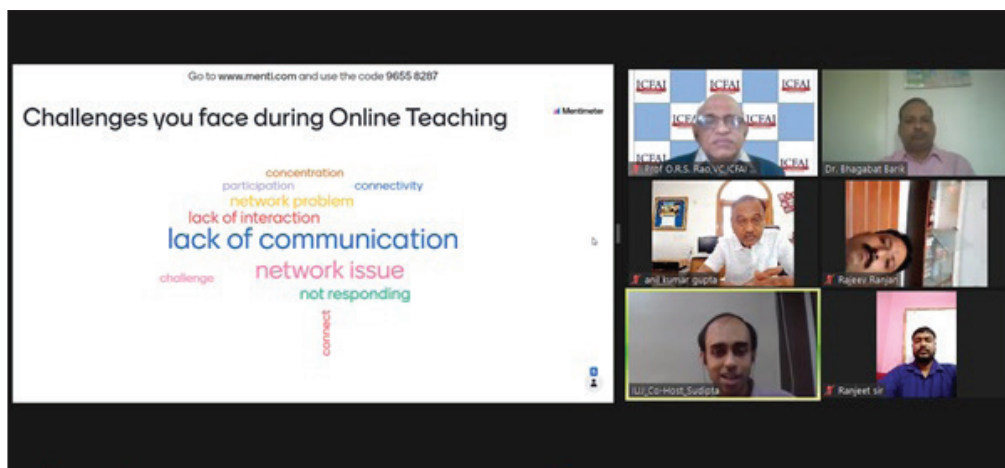 Go to www.menti.com and use the code 9655 8287
Challenges you face during Online Teaching
Mentimeter
concentration
participation
connectivity
network problem
lack of interaction
lack of communication
network issue
challenge
not responding
connect
ICFAI
ICFAI
ICFAI
ICFAI
Prof O.R.S. Rao,VC,ICFAI ...
Dr. Bhagabat Barik
anil kumar gupta
Rajeev Ranjan
IUJ_Co-Host_Sudipta
Ranjeet sir